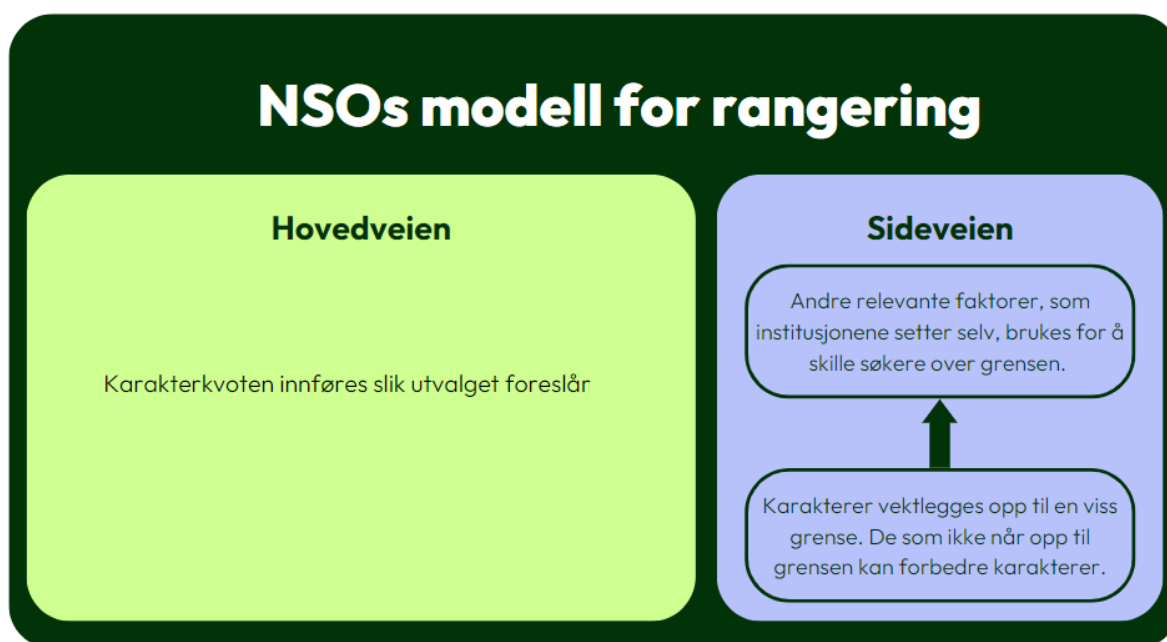 NSOs modell for rangering
Hovedveien
Karakterkvoten innføres slik utvalget foreslår
Sideveien
Andre relevante faktorer, som
institusjonene setter selv, brukes for å
skille søkere over grensen.
Karakterer vektlegges opp til en viss
grense. De som ikke når opp til
grensen kan forbedre karakterer.